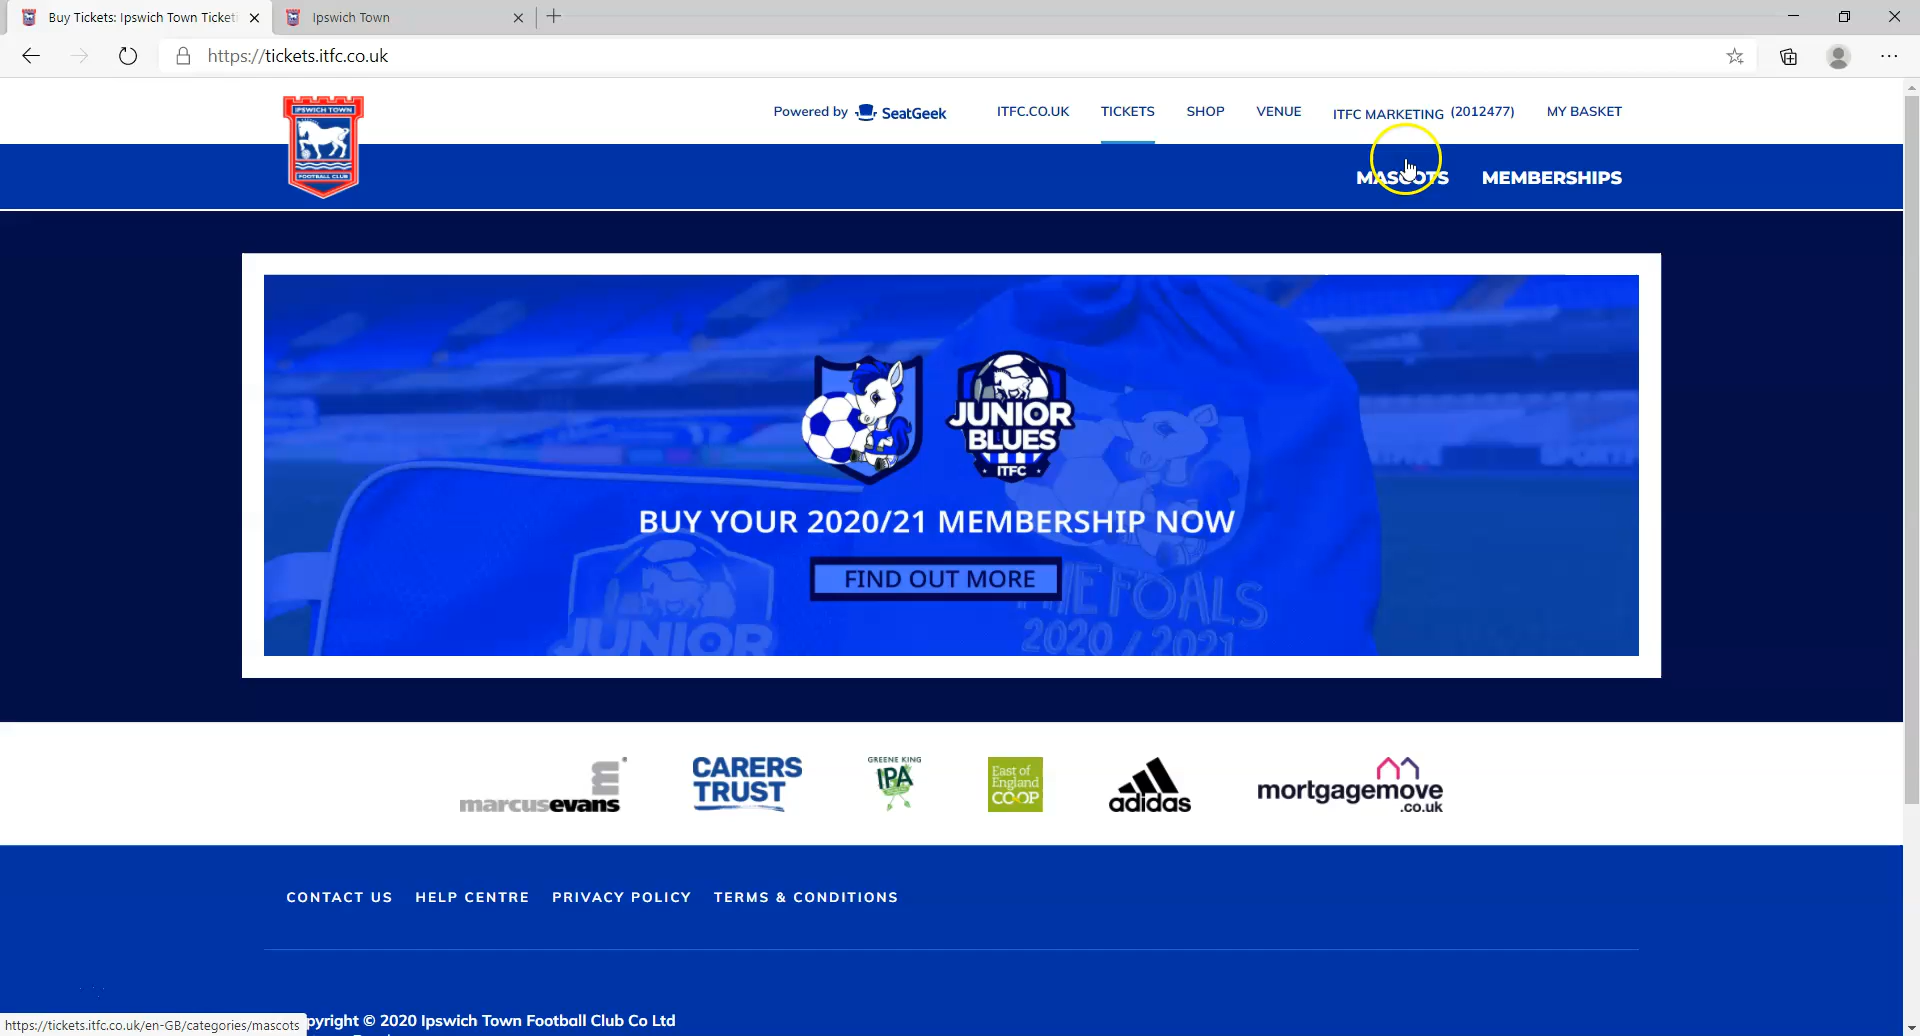 Buy Tickets: Ipswich Town Ticket
Ipswich Town
https://tickets.itfc.co.uk
IPSWICH TOWN
FOOTBALL CLUB
Powered by SeatGeek
ITFC.CO.UK
TICKETS
SHOP
VENUE
ITFC MARKETING (2012477)
MY BASKET
MASCOTS
MEMBERSHIPS
JUNIOR
BLUES
ITFC
BUY YOUR 2020/21 MEMBERSHIP NOW
FIND OUT MORE
JUNIOR
THE FOALS
2020 / 2021
marcusevans
CARERS
TRUST
GREENE KING
IPA
East of
England
CO-OP
adidas
mortgagemove
.co.uk
CONTACT US
HELP CENTRE
PRIVACY POLICY
TERMS & CONDITIONS
pyright © 2020 Ipswich Town Football Club Co Ltd
https://tickets.itfc.co.uk/en-GB/categories/mascots